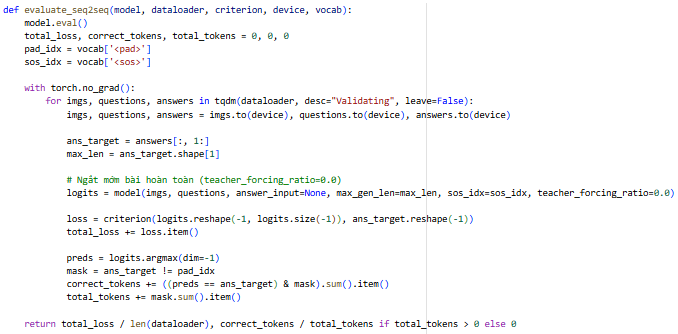 def evaluate_seq2seq(model, dataloader, criterion, device, vocab):
    model.eval()
    total_loss, correct_tokens, total_tokens = 0, 0, 0
    pad_idx = vocab['<pad>']
    sos_idx = vocab['<sos>']

    with torch.no_grad():
        for imgs, questions, answers in tqdm(dataloader, desc="Validating", leave=False):
            imgs, questions, answers = imgs.to(device), questions.to(device), answers.to(device)

            ans_target = answers[:, 1:]
            max_len = ans_target.shape[1]

            # Ngắt mớm bài hoàn toàn (teacher_forcing_ratio=0.0)
            logits = model(imgs, questions, answer_input=None, max_gen_len=max_len, sos_idx=sos_idx, teacher_forcing_ratio=0.0)

            loss = criterion(logits.reshape(-1, logits.size(-1)), ans_target.reshape(-1))
            total_loss += loss.item()

            preds = logits.argmax(dim=-1)
            mask = ans_target != pad_idx
            correct_tokens += ((preds == ans_target) & mask).sum().item()
            total_tokens += mask.sum().item()

    return total_loss / len(dataloader), correct_tokens / total_tokens if total_tokens > 0 else 0